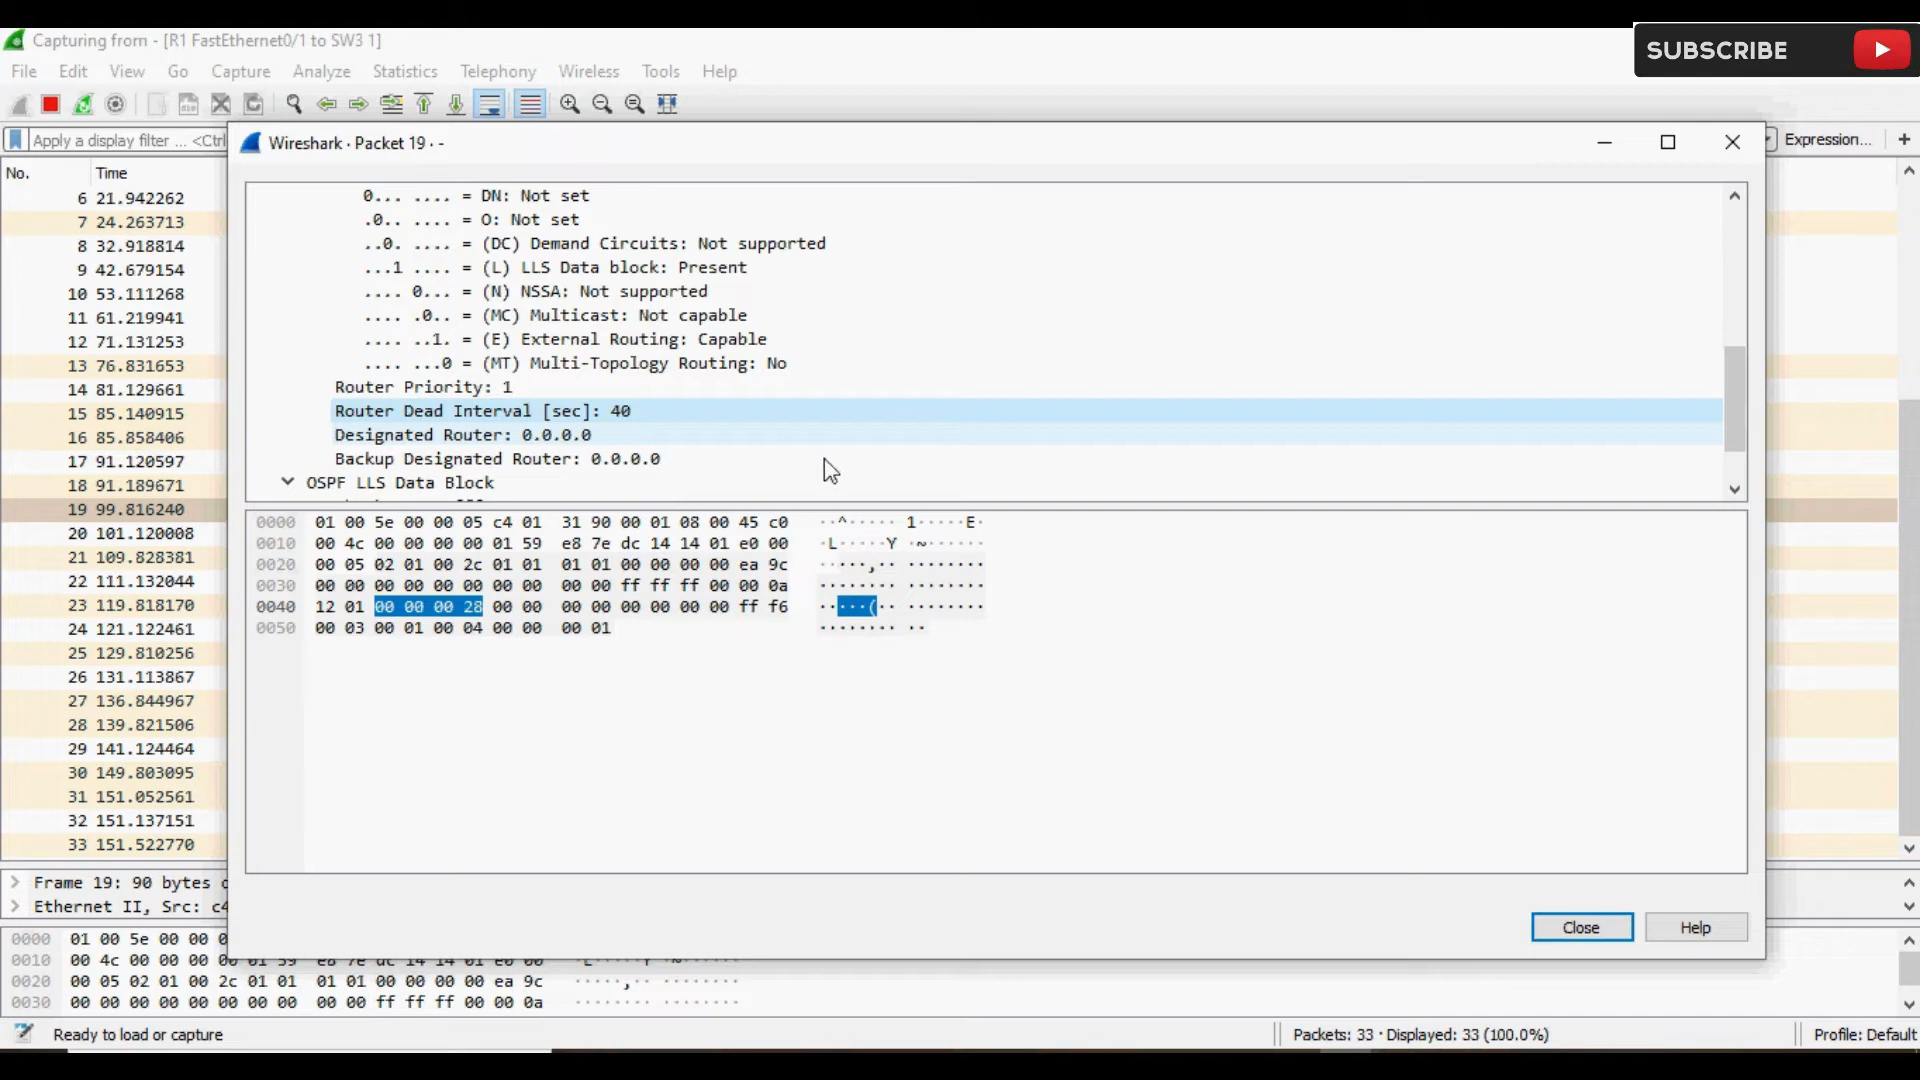 Capturing from - [R1 FastEthernet0/1 to SW3 1]
SUBSCRIBE
File Edit View Go Capture Analyze Statistics Telephony Wireless Tools Help
Apply a display filter ... <Ctrl
Expression... +
Wireshark · Packet 19 · -
No. Time
6 21.942262
7 24.263713
8 32.918814
9 42.679154
10 53.111268
11 61.219941
12 71.131253
13 76.831653
14 81.129661
15 85.140915
16 85.858406
17 91.120597
18 91.189671
19 99.816240
20 101.120008
21 109.828381
22 111.132044
23 119.818170
24 121.122461
25 129.810256
26 131.113867
27 136.844967
28 139.821506
29 141.124464
30 149.803095
31 151.052561
32 151.137151
33 151.522770
0... .... = DN: Not set
.0.. .... = O: Not set
..0. .... = (DC) Demand Circuits: Not supported
...1 .... = (L) LLS Data block: Present
.... 0... = (N) NSSA: Not supported
.... .0.. = (MC) Multicast: Not capable
.... ..1. = (E) External Routing: Capable
.... ...0 = (MT) Multi-Topology Routing: No
Router Priority: 1
Router Dead Interval [sec]: 40
Designated Router: 0.0.0.0
Backup Designated Router: 0.0.0.0
OSPF LLS Data Block
0000 01 00 5e 00 00 05 c4 01 31 90 00 01 08 00 45 c0 ··^····· 1·····E·
0010 00 4c 00 00 00 00 01 59 e8 7e dc 14 14 01 e0 00 ·L·····Y ·~······
0020 00 05 02 01 00 2c 01 01 01 01 00 00 00 00 ea 9c ·····,·· ········
0030 00 00 00 00 00 00 00 00 00 00 ff ff ff 00 00 0a ········ ········
0040 12 01 00 00 00 28 00 00 00 00 00 00 00 00 ff f6 ·····(·· ········
0050 00 03 00 01 00 04 00 00 00 01 ········ ··
Close Help
Frame 19: 90 bytes
Ethernet II, Src: c4
0000 01 00 5e 00 00 0
0010 00 4c 00 00 00 00 01 59 e8 7e dc 14 14 01 e0 00
0020 00 05 02 01 00 2c 01 01 01 01 00 00 00 00 ea 9c ·····,·· ········
0030 00 00 00 00 00 00 00 00 00 00 ff ff ff 00 00 0a ········ ········
Ready to load or capture
Packets: 33 · Displayed: 33 (100.0%)
Profile: Default